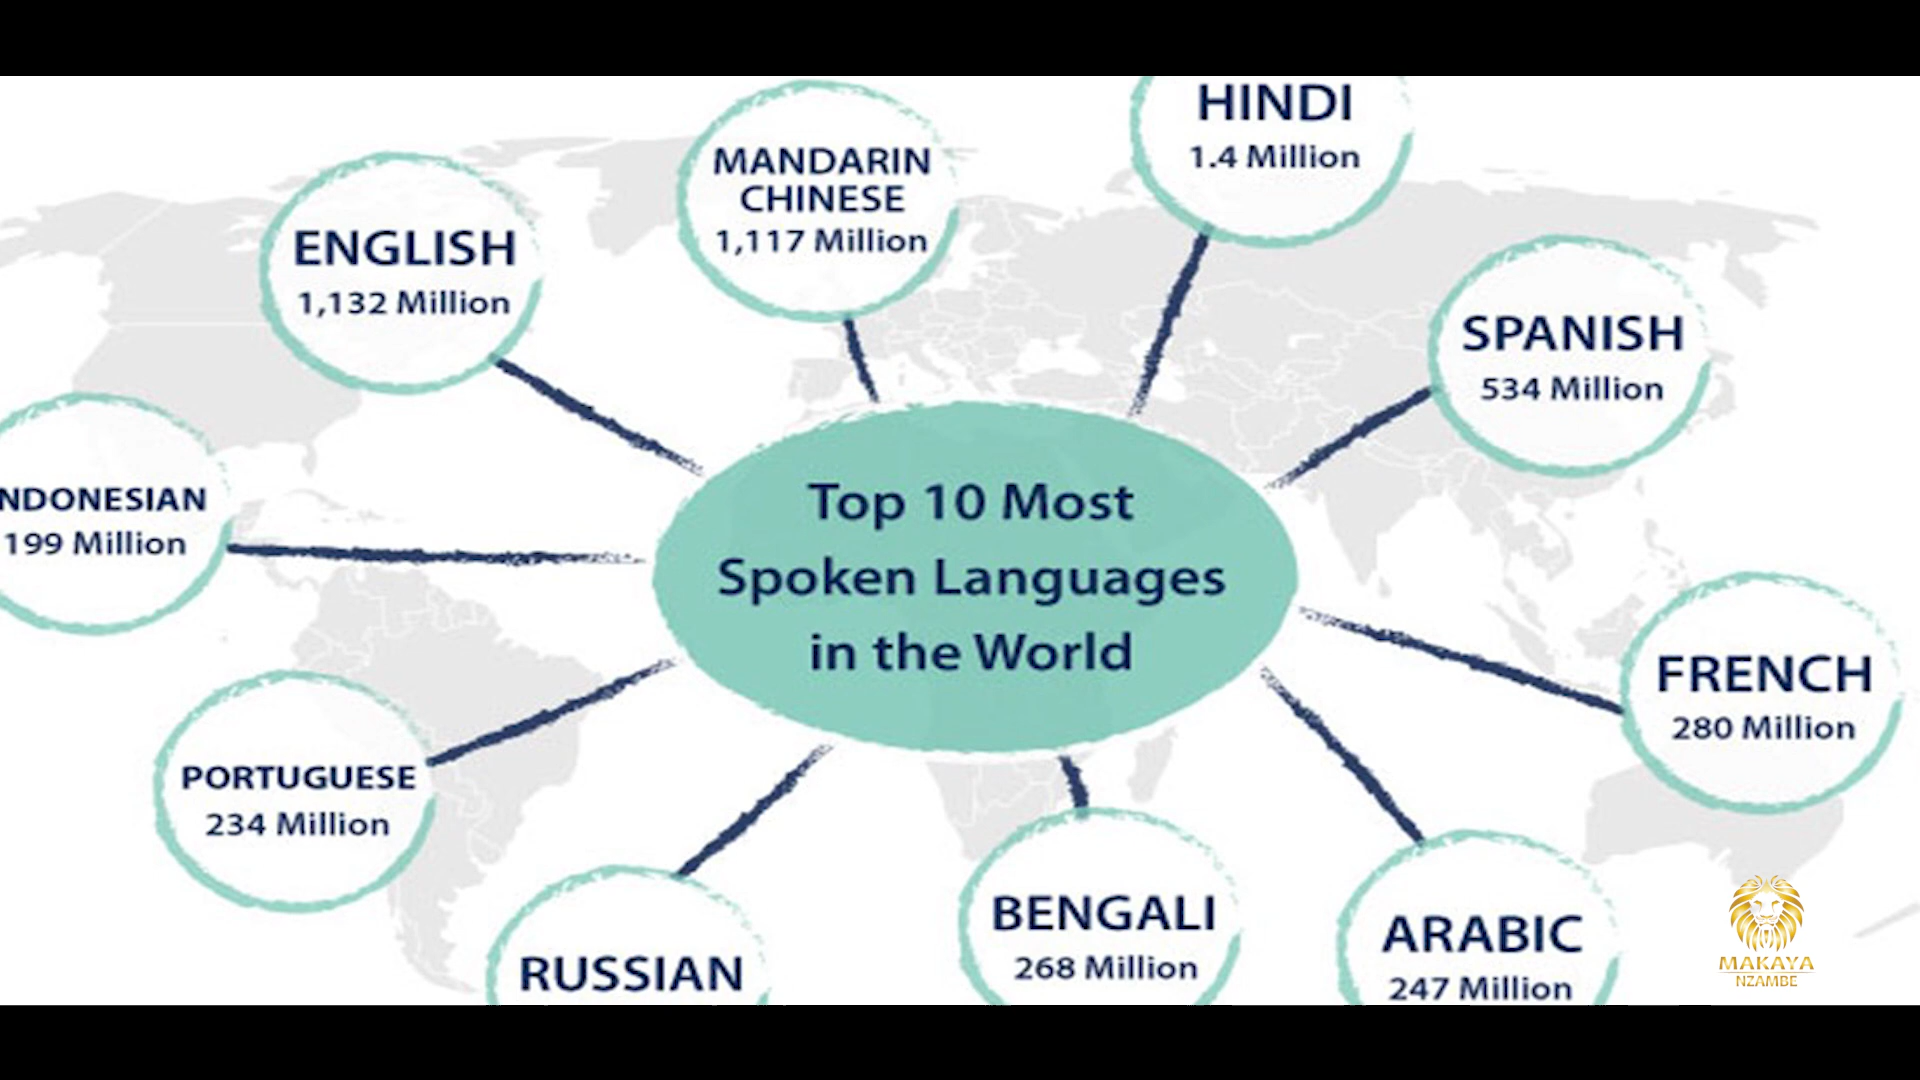 HINDI
1.4 Million
MANDARIN
CHINESE
1,117 Million
ENGLISH
1,132 Million
SPANISH
534 Million
NDONESIAN
199 Million
Top 10 Most
Spoken Languages
in the World
FRENCH
280 Million
PORTUGUESE
234 Million
RUSSIAN
BENGALI
268 Million
ARABIC
247 Million
MAKAYA
NZAMBE